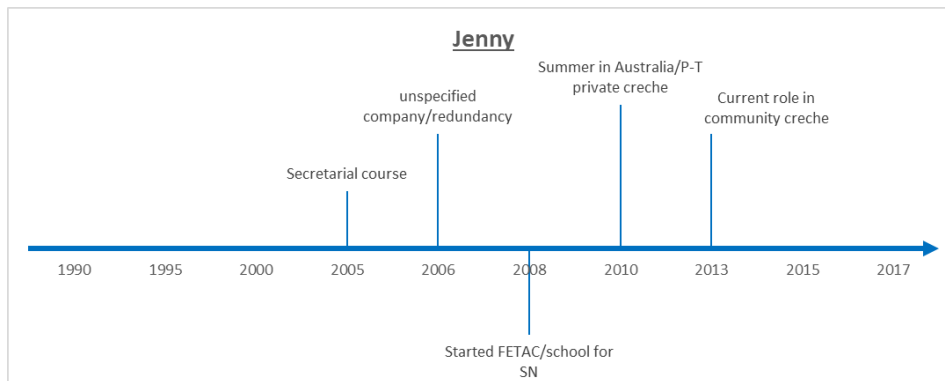 Jenny
Summer in Australia/P-T
private creche
unspecified
company/redundancy
Current role in
community creche
Secretarial course
1990 1995 2000 2005 2006 2008 2010 2013 2015 2017
Started FETAC/school for
SN